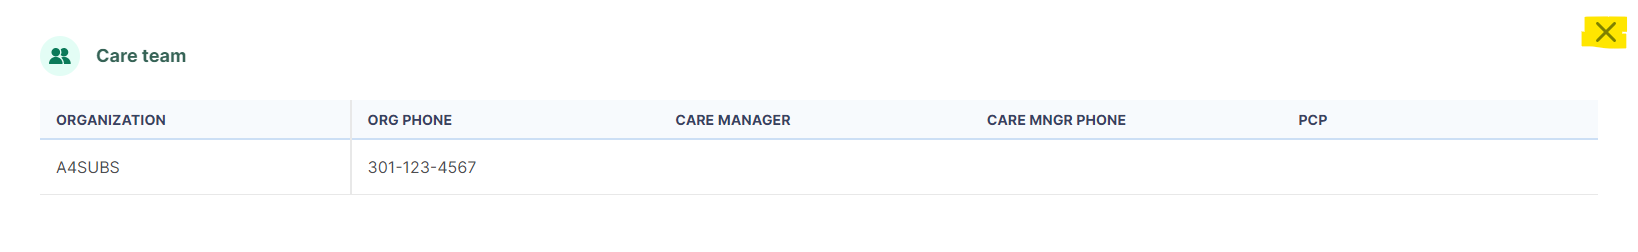 Care team
ORGANIZATION ORG PHONE CARE MANAGER CARE MNGR PHONE PCP
A4SUBS 301-123-4567